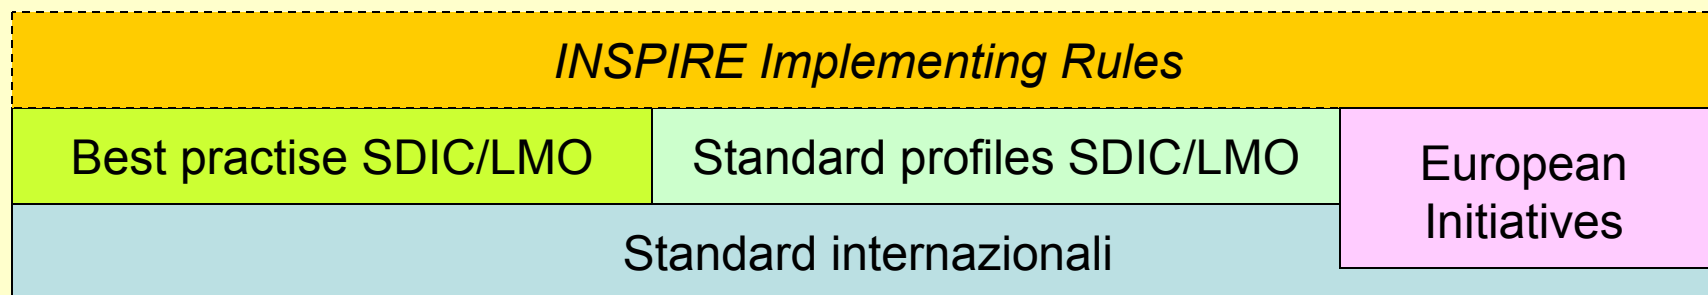 INSPIRE Implementing Rules
Best practise SDIC/LMO
Standard profiles SDIC/LMO
European
Initiatives
Standard internazionali